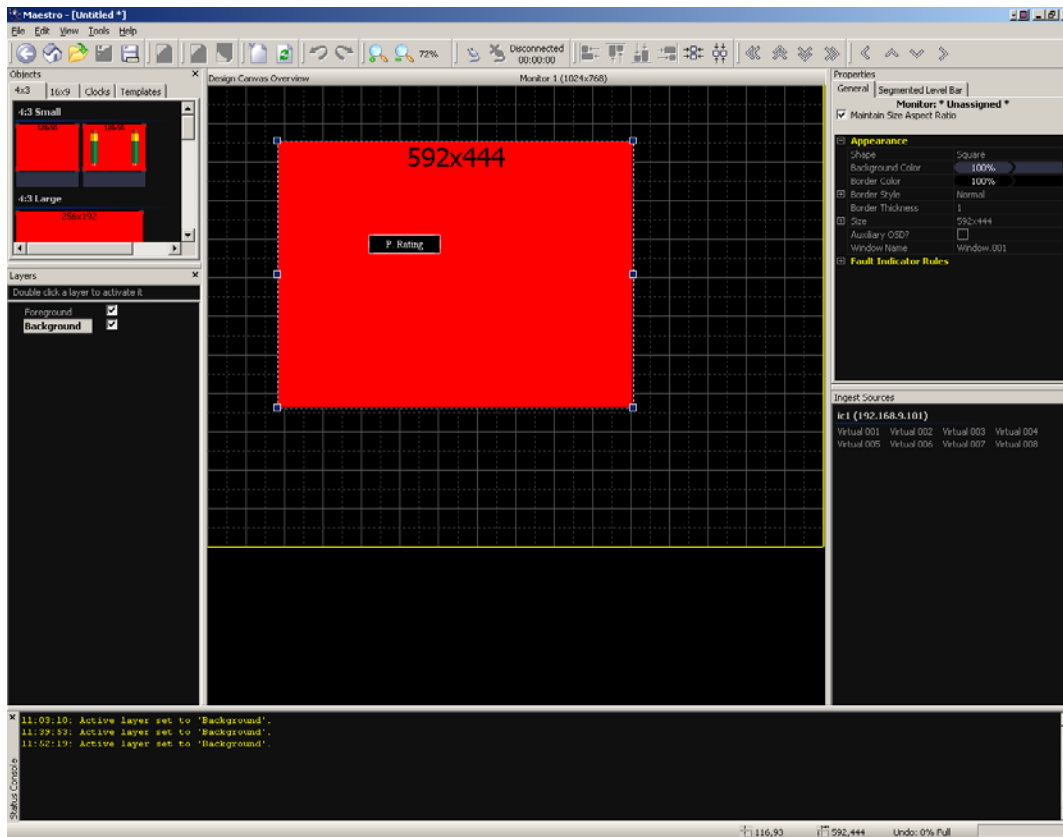 Maestro - [Untitled *]
File Edit View Tools Help
72%
Disconnected
00:00:00
Objects
4x3 16x9 Clocks Templates
4:3 Small
128x96 128x96
4:3 Large
256x192
Layers
Double click a layer to activate it
Foreground
Background
Design Canvas Overview
Monitor 1 (1024x768)
592x444
P. Rating
Properties
General Segmented Level Bar
Monitor: * Unassigned *
Maintain Size Aspect Ratio
Appearance
Shape Square
Background Color 100%
Border Color 100%
Border Style Normal
Border Thickness 1
Size 592x444
Auxiliary OSD?
Window Name Window.001
Fault Indicator Rules
Ingest Sources
ic1 (192.168.9.101)
Virtual 001 Virtual 002 Virtual 003 Virtual 004
Virtual 005 Virtual 006 Virtual 007 Virtual 008
Status Console
11:03:10: Active layer set to 'Background'.
11:39:53: Active layer set to 'Background'.
11:52:19: Active layer set to 'Background'.
116,93 592,444 Undo: 0% Full